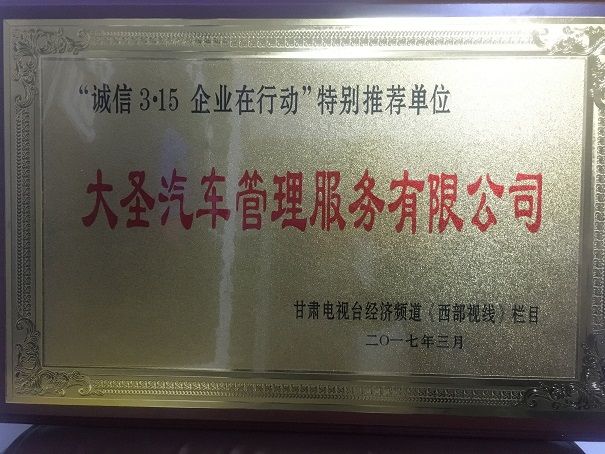 “诚信3·15 企业在行动”特别推荐单位
大圣汽车管理服务有限公司
甘肃电视台经济频道《西部视线》栏目
二〇一七年三月